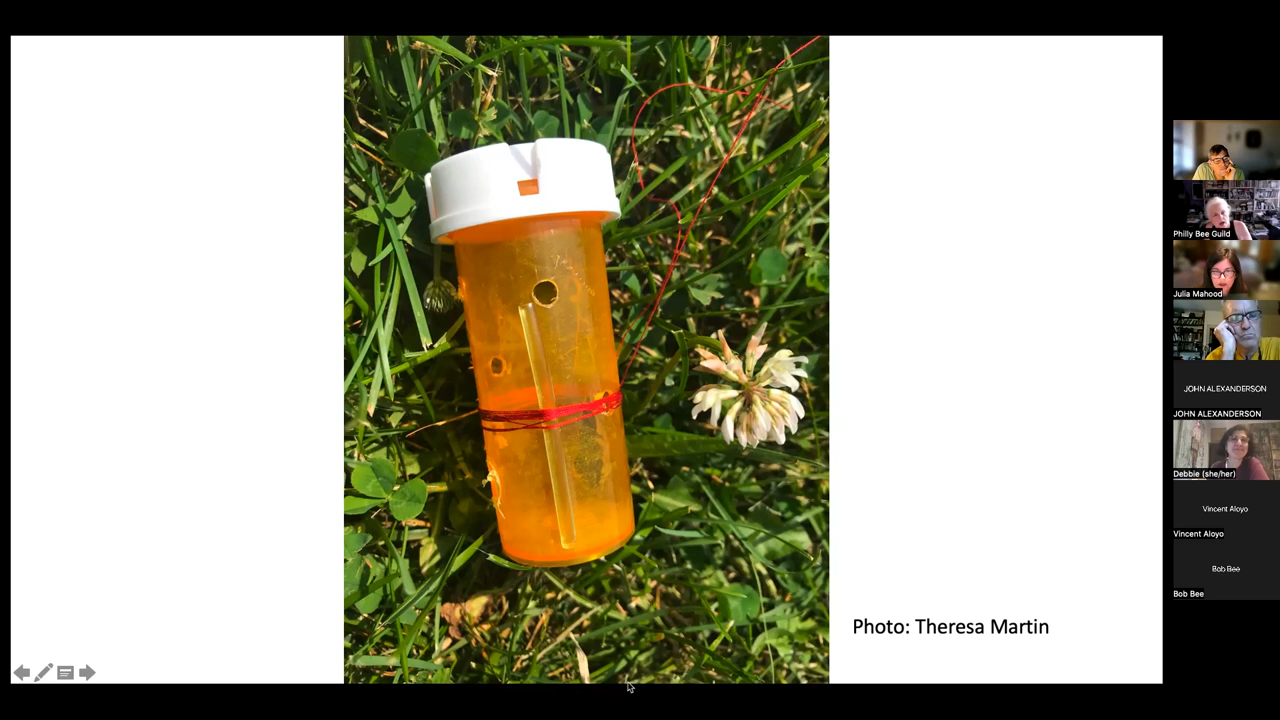 Photo: Theresa Martin
Philly Bee Guild
Julia Mahood
JOHN ALEXANDERSON
JOHN ALEXANDERSON
Debbie (she/her)
Vincent Aloyo
Vincent Aloyo
Bob Bee
Bob Bee